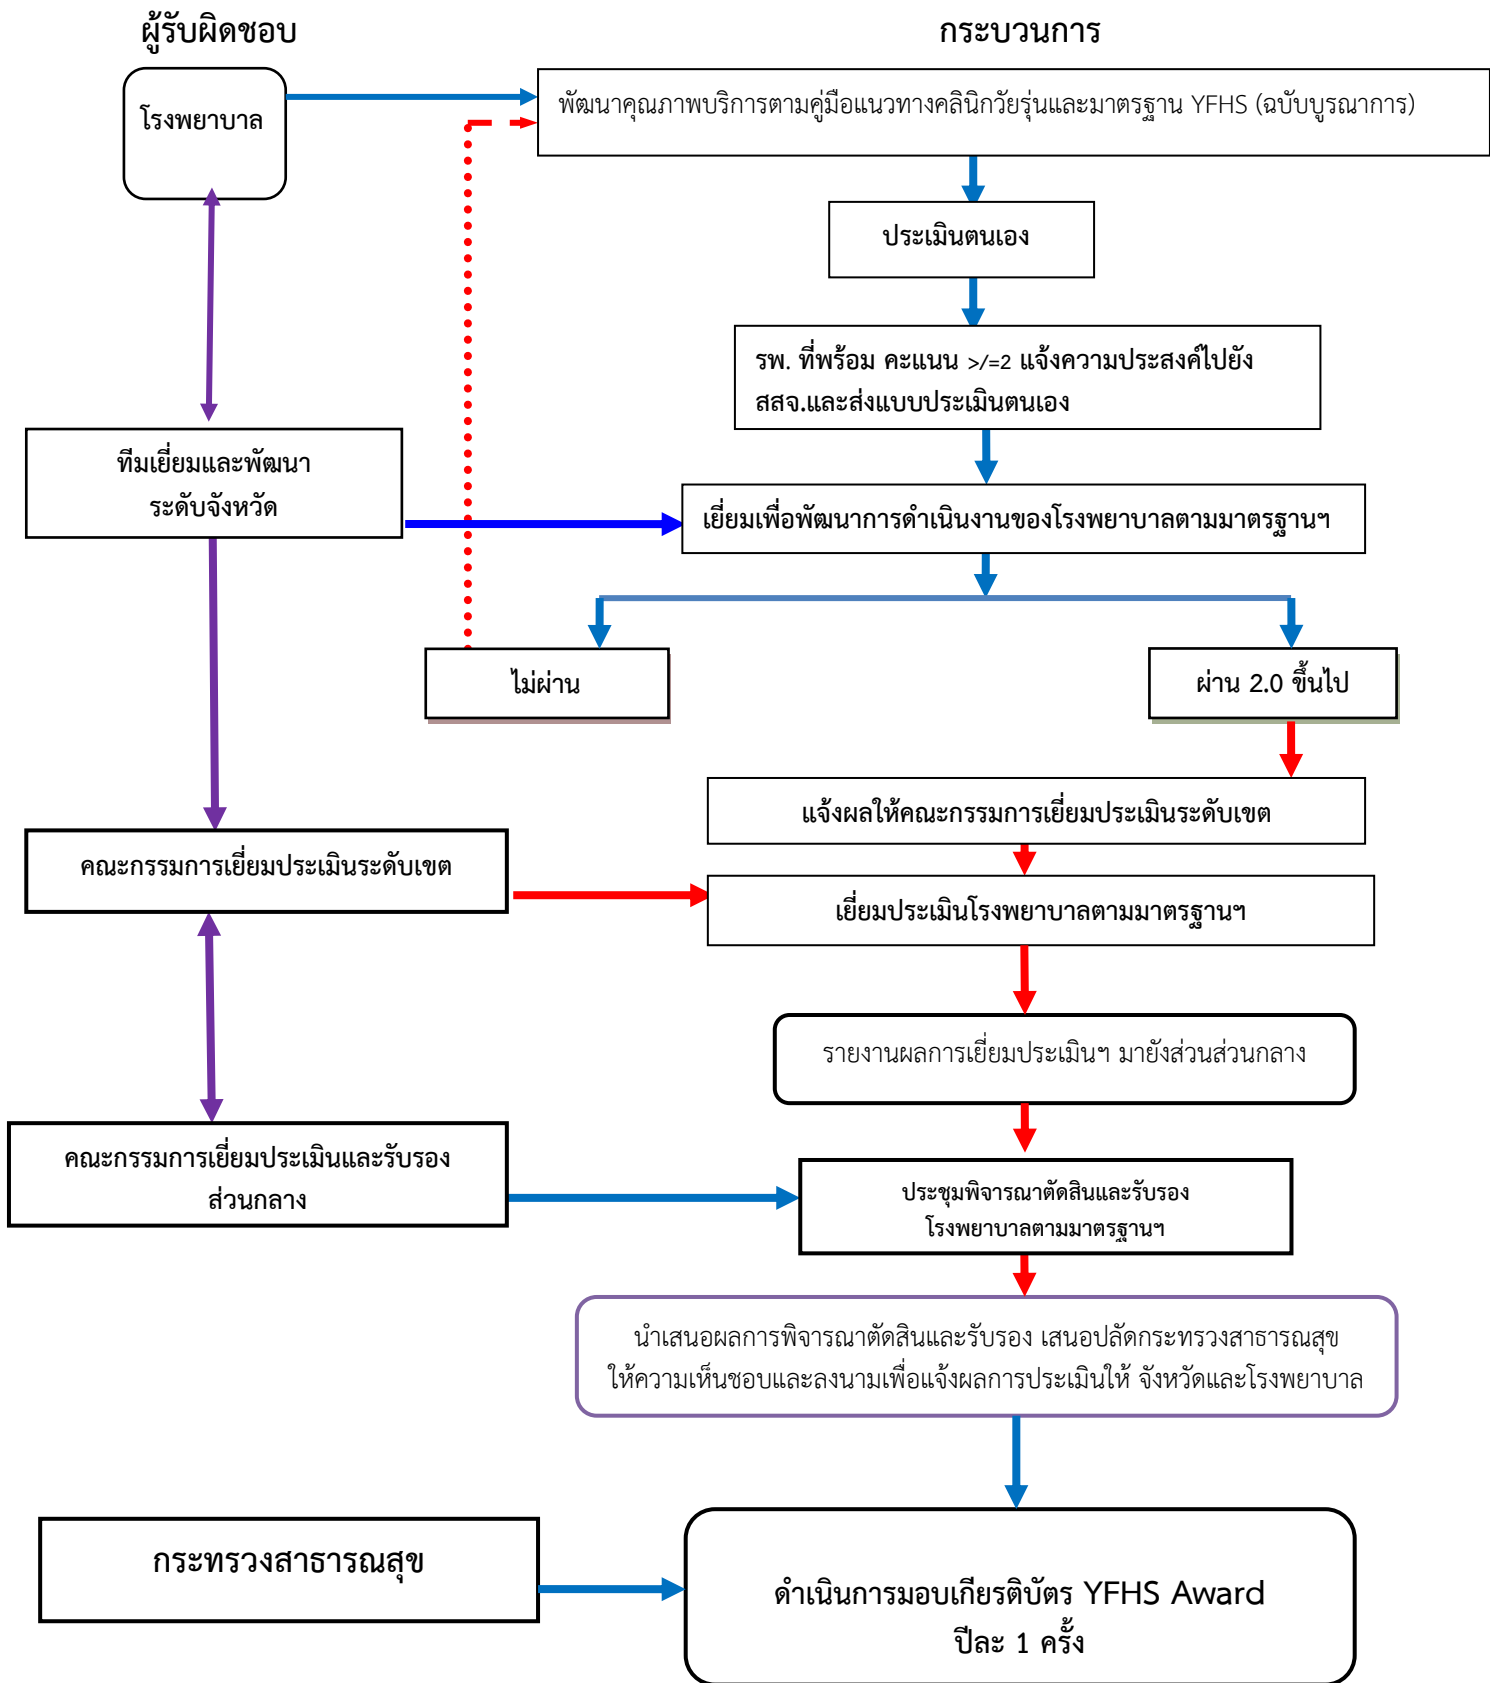 ผู้รับผิดชอบ
กระบวนการ
โรงพยาบาล
พัฒนาคุณภาพบริการตามคู่มือแนวทางคลินิกวัยรุ่นและมาตรฐาน YFHS (ฉบับบูรณาการ)
ประเมินตนเอง
รพ. ที่พร้อม คะแนน >/=2 แจ้งความประสงค์ไปยัง
สสจ.และส่งแบบประเมินตนเอง
ทีมเยี่ยมและพัฒนา
ระดับจังหวัด
เยี่ยมเพื่อพัฒนาการดำเนินงานของโรงพยาบาลตามมาตรฐานฯ
ไม่ผ่าน
ผ่าน 2.0 ขึ้นไป
แจ้งผลให้คณะกรรมการเยี่ยมประเมินระดับเขต
คณะกรรมการเยี่ยมประเมินระดับเขต
เยี่ยมประเมินโรงพยาบาลตามมาตรฐานฯ
รายงานผลการเยี่ยมประเมินฯ มายังส่วนส่วนกลาง
คณะกรรมการเยี่ยมประเมินและรับรอง
ส่วนกลาง
ประชุมพิจารณาตัดสินและรับรอง
โรงพยาบาลตามมาตรฐานฯ
นำเสนอผลการพิจารณาตัดสินและรับรอง เสนอปลัดกระทรวงสาธารณสุข
ให้ความเห็นชอบและลงนามเพื่อแจ้งผลการประเมินให้ จังหวัดและโรงพยาบาล
กระทรวงสาธารณสุข
ดำเนินการมอบเกียรติบัตร YFHS Award
ปีละ 1 ครั้ง